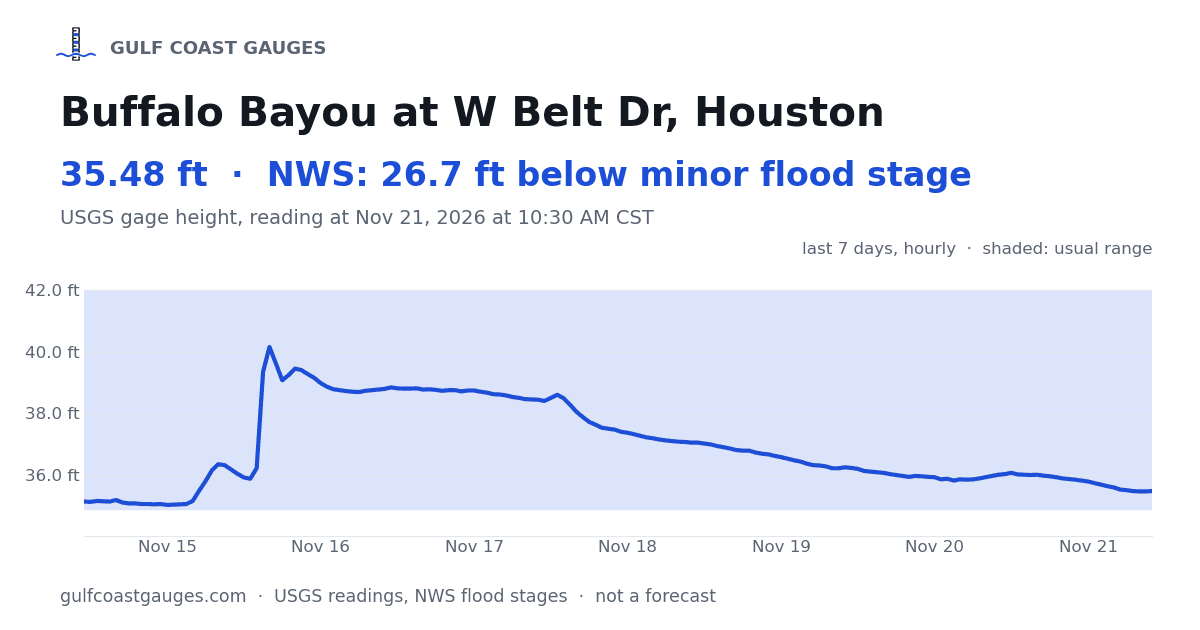 GULF COAST GAUGES
Buffalo Bayou at W Belt Dr, Houston
35.48 ft · NWS: 26.7 ft below minor flood stage
USGS gage height, reading at Nov 21, 2026 at 10:30 AM CST
last 7 days, hourly · shaded: usual range
42.0 ft
40.0 ft
38.0 ft
36.0 ft
Nov 15 Nov 16 Nov 17 Nov 18 Nov 19 Nov 20 Nov 21
gulfcoastgauges.com · USGS readings, NWS flood stages · not a forecast